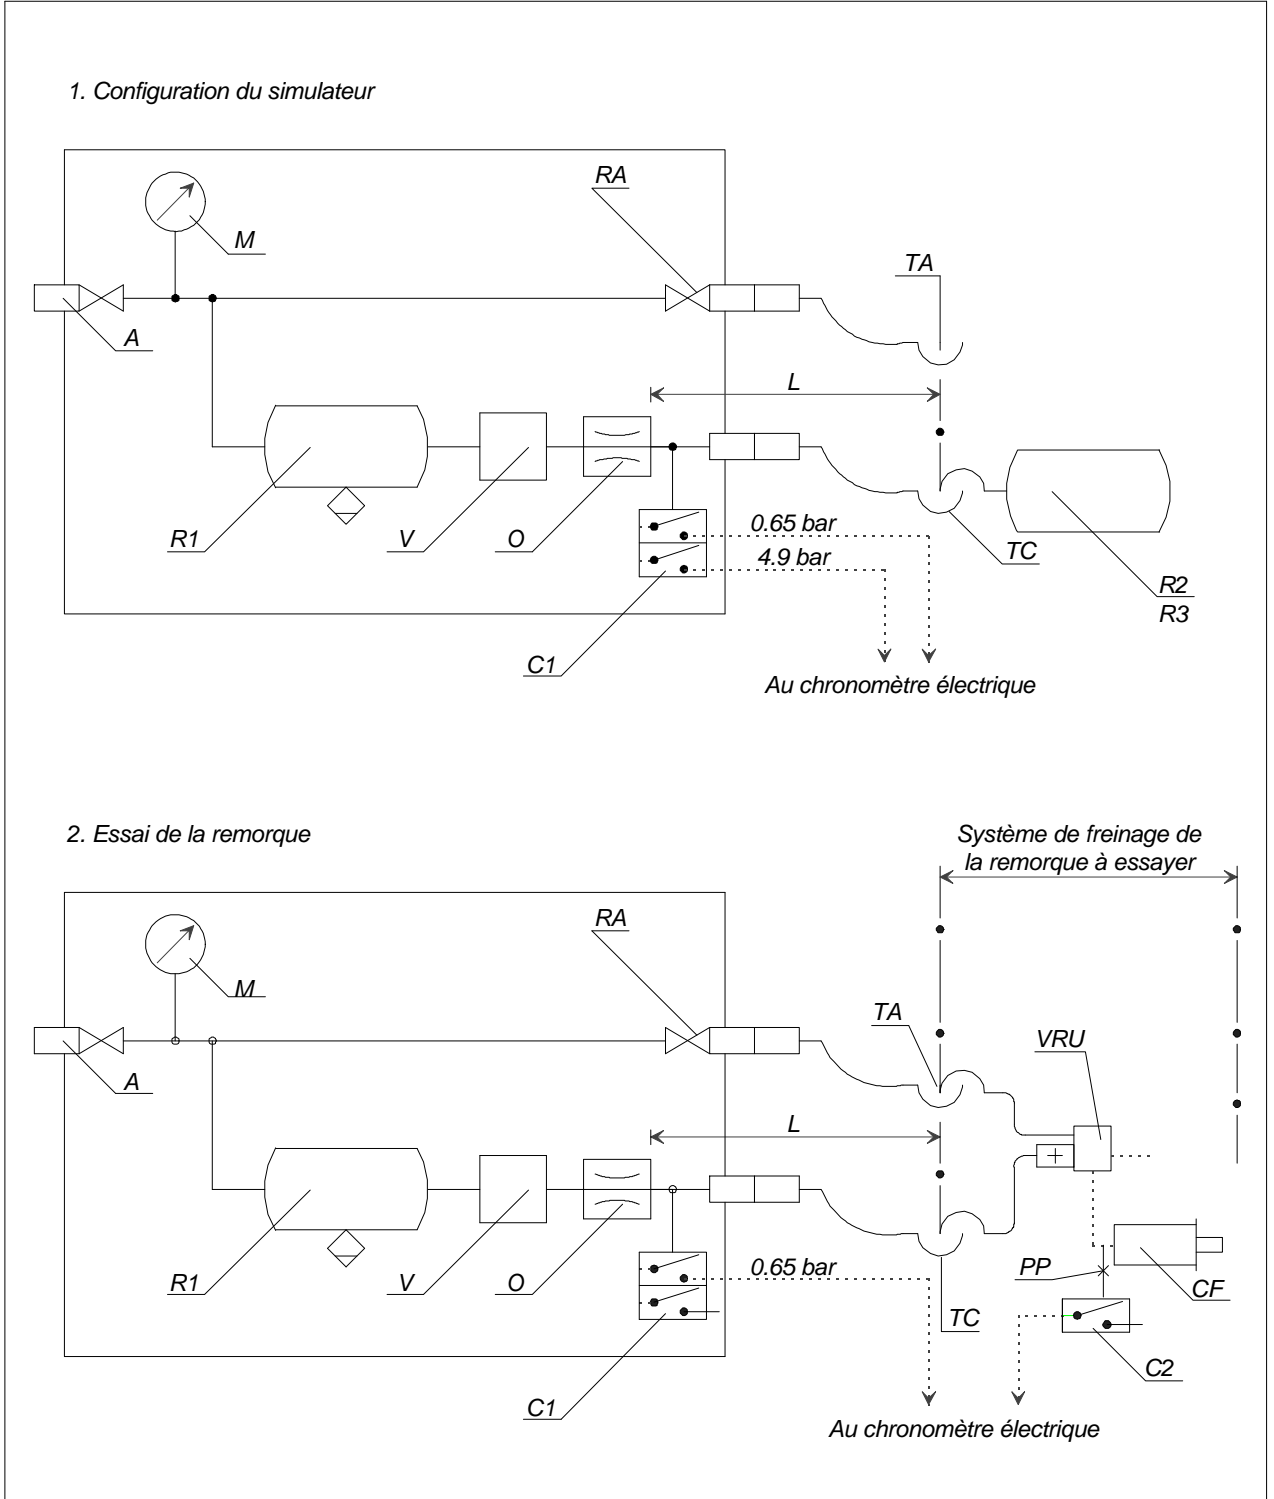 1. Configuration du simulateur
RA
M
TA
A
L
R1
V
O
0.65 bar
4.9 bar
TC
R2
R3
C1
Au chronomètre électrique
2. Essai de la remorque
Système de freinage de
la remorque à essayer
RA
M
TA
VRU
A
L
R1
V
O
0.65 bar
PP
CF
TC
C2
C1
Au chronomètre électrique